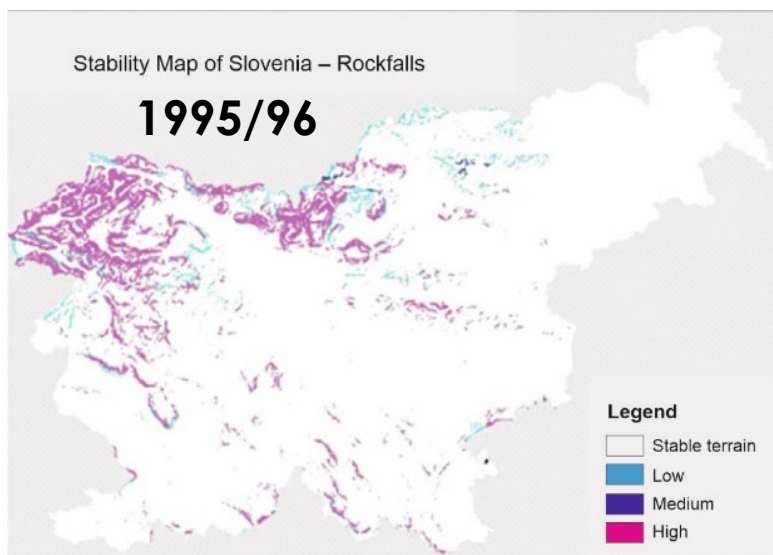 Stability Map of Slovenia – Rockfalls
1995/96
Legend
Stable terrain
Low
Medium
High